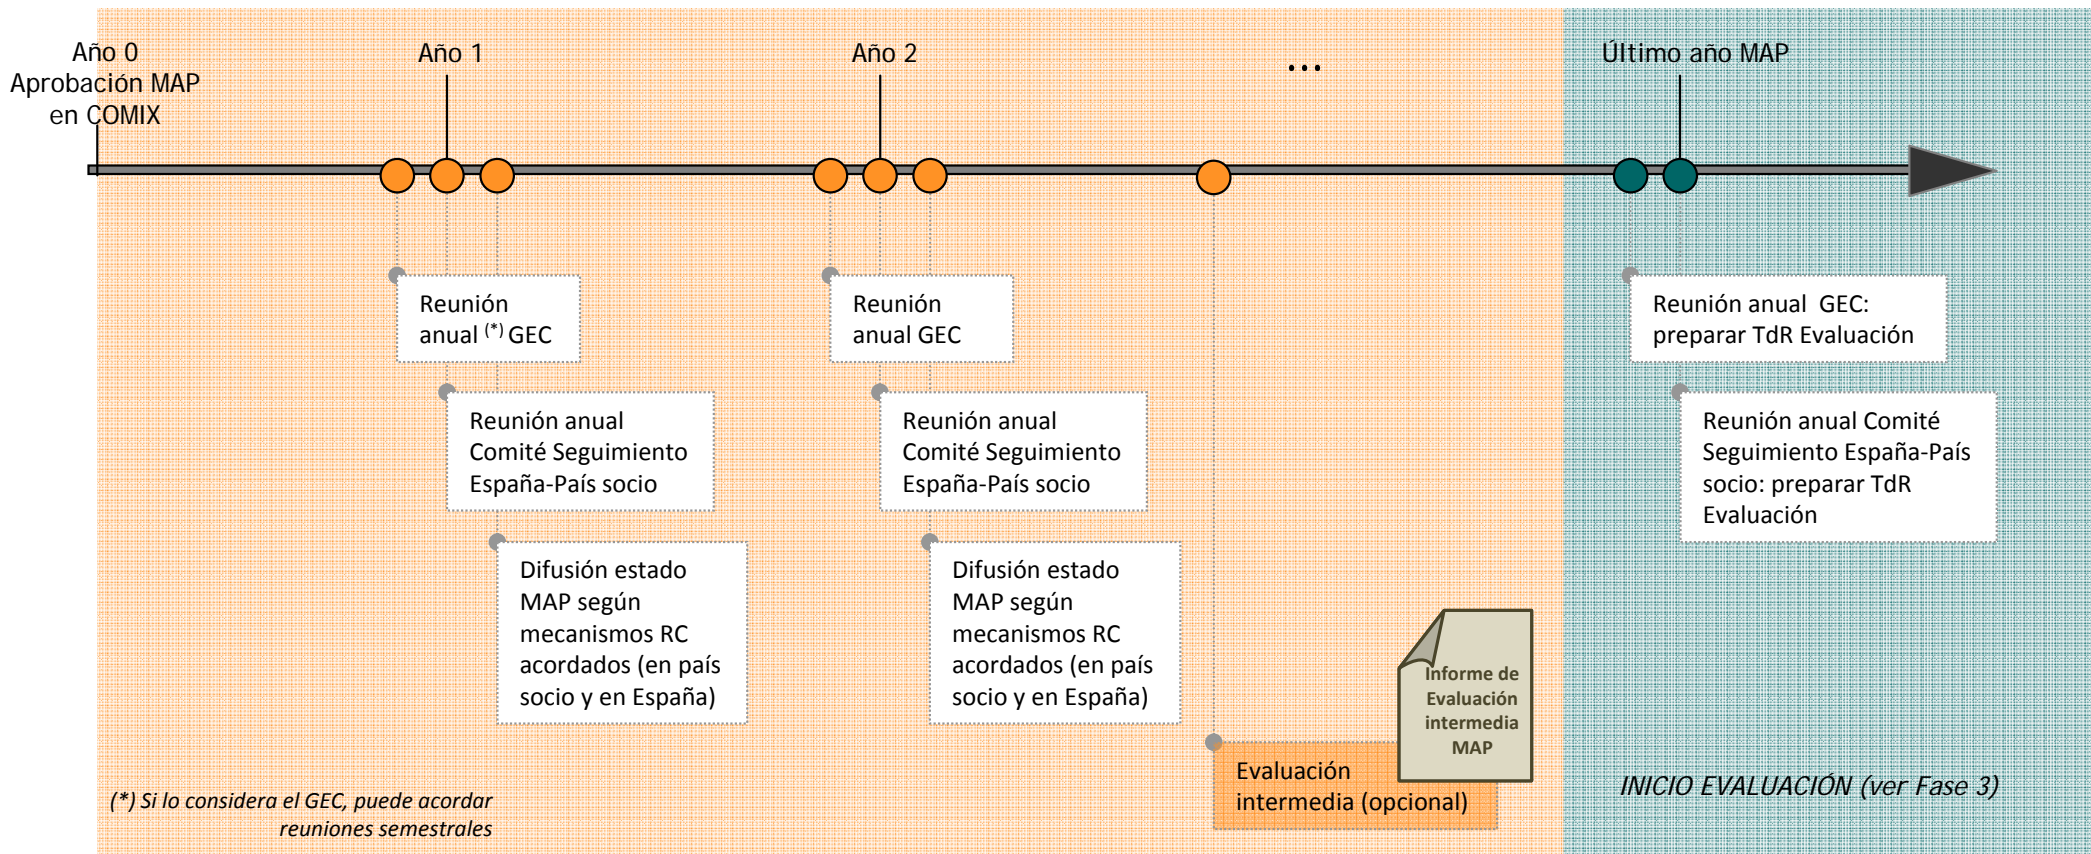 Año 0
Aprobación MAP
en COMIX
Año 1
Año 2
...
Último año MAP
Reunión
anual (*) GEC
Reunión
anual GEC
Reunión anual  GEC:
preparar TdR Evaluación
Reunión anual
Comité Seguimiento
España-País socio
Reunión anual
Comité Seguimiento
España-País socio
Reunión anual Comité
Seguimiento España-País
socio: preparar TdR
Evaluación
Difusión estado
MAP según
mecanismos RC
acordados (en país
socio y en España)
Difusión estado
MAP según
mecanismos RC
acordados (en país
socio y en España)
Informe de
Evaluación
intermedia
MAP
Evaluación
intermedia (opcional)
INICIO EVALUACIÓN (ver Fase 3)
(*) Si lo considera el GEC, puede acordar
reuniones semestrales